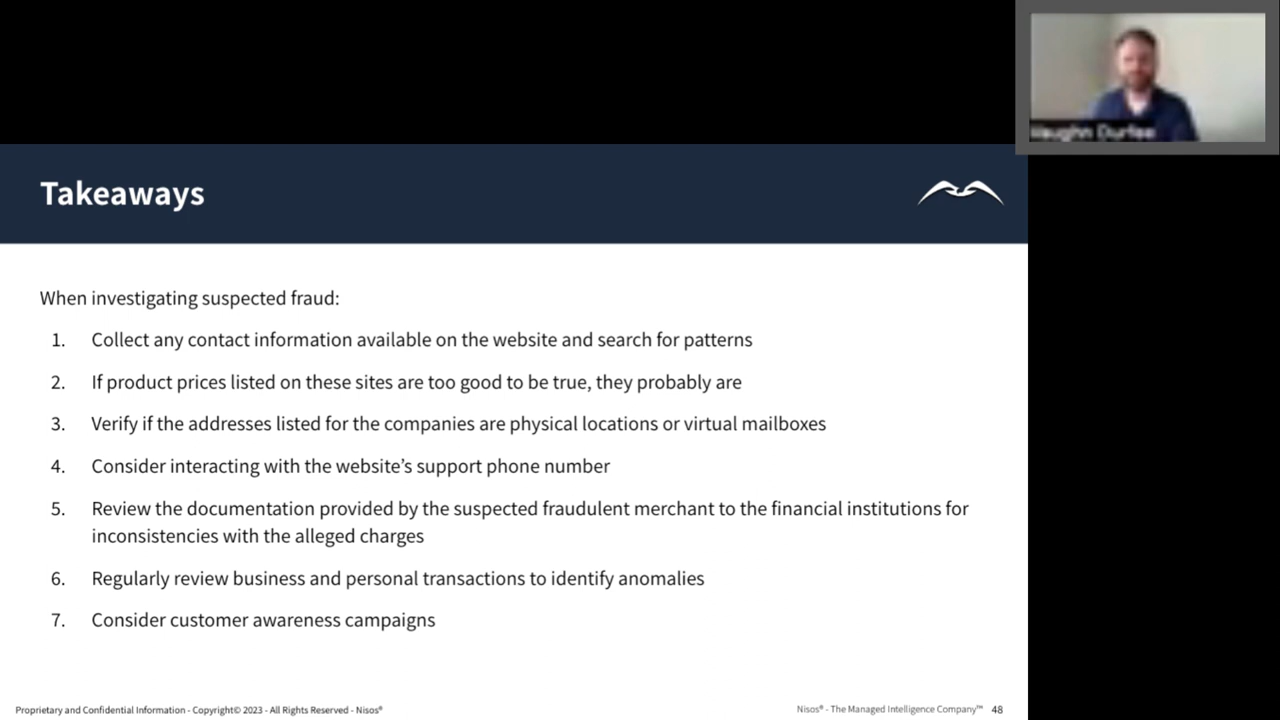 Vaughn Durfee
Takeaways
When investigating suspected fraud:
1. Collect any contact information available on the website and search for patterns
2. If product prices listed on these sites are too good to be true, they probably are
3. Verify if the addresses listed for the companies are physical locations or virtual mailboxes
4. Consider interacting with the website’s support phone number
5. Review the documentation provided by the suspected fraudulent merchant to the financial institutions for
inconsistencies with the alleged charges
6. Regularly review business and personal transactions to identify anomalies
7. Consider customer awareness campaigns
Proprietary and Confidential Information - Copyright© 2023 - All Rights Reserved - Nisos®
Nisos® - The Managed Intelligence Company™ 48